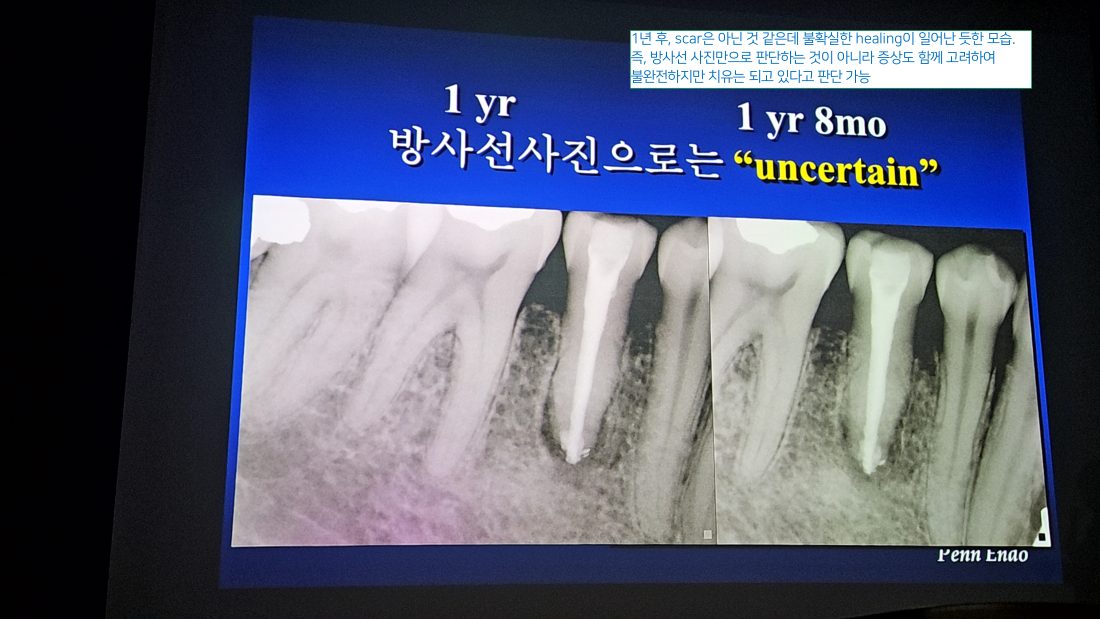 1년 후, scar은 아닌 것 같은데 불확실한 healing이 일어난 듯한 모습.
즉, 방사선 사진만으로 판단하는 것이 아니라 증상도 함께 고려하여
불완전하지만 치유는 되고 있다고 판단 가능
1 yr
1 yr 8mo
방사선사진으로는 “uncertain”
Penn Endo